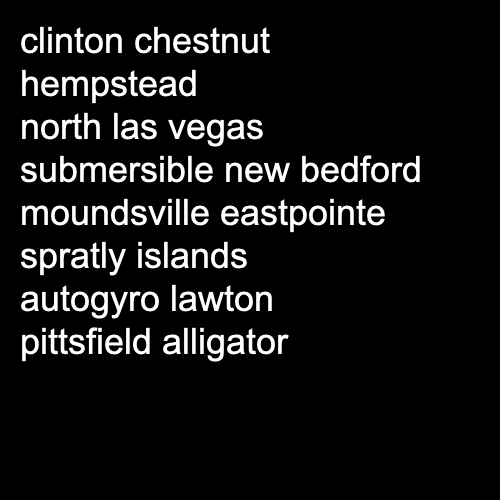 clinton chestnut
hempstead
north las vegas
submersible new bedford
moundsville eastpointe
spratly islands
autogyro lawton
pittsfield alligator